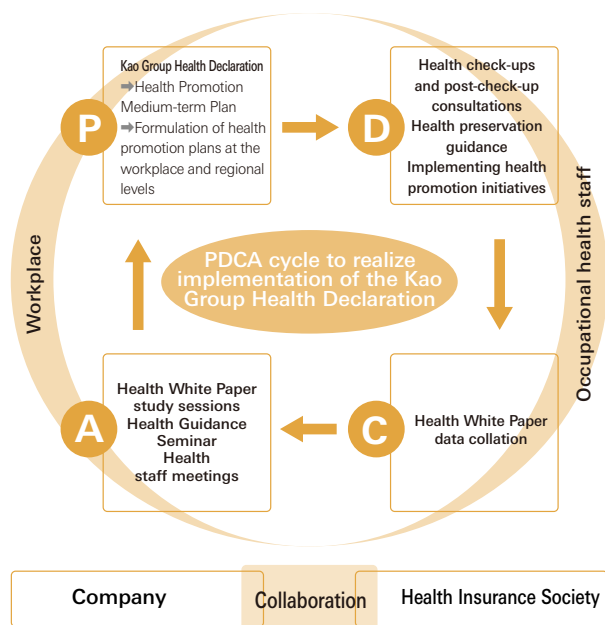 P
Kao Group Health Declaration
➡Health Promotion
Medium-term Plan
➡Formulation of health
promotion plans at the
workplace and regional
levels
D
Health check-ups
and post-check-up
consultations
Health preservation
guidance
Implementing health
promotion initiatives
Workplace
PDCA cycle to realize
implementation of the Kao
Group Health Declaration
Occupational health staff
A
Health White Paper
study sessions
Health Guidance
Seminar
Health
staff meetings
C
Health White Paper
data collation
Company
Collaboration
Health Insurance Society